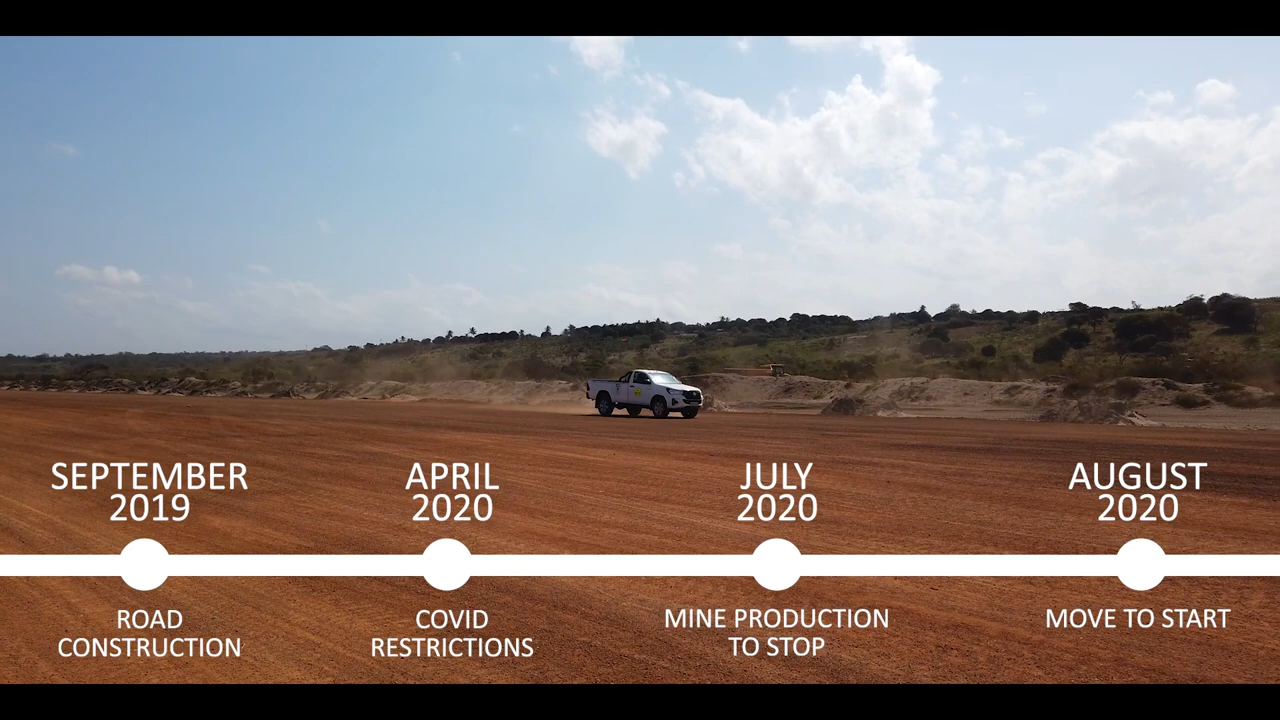 SEPTEMBER
2019
ROAD
CONSTRUCTION
APRIL
2020
COVID
RESTRICTIONS
JULY
2020
MINE PRODUCTION
TO STOP
AUGUST
2020
MOVE TO START